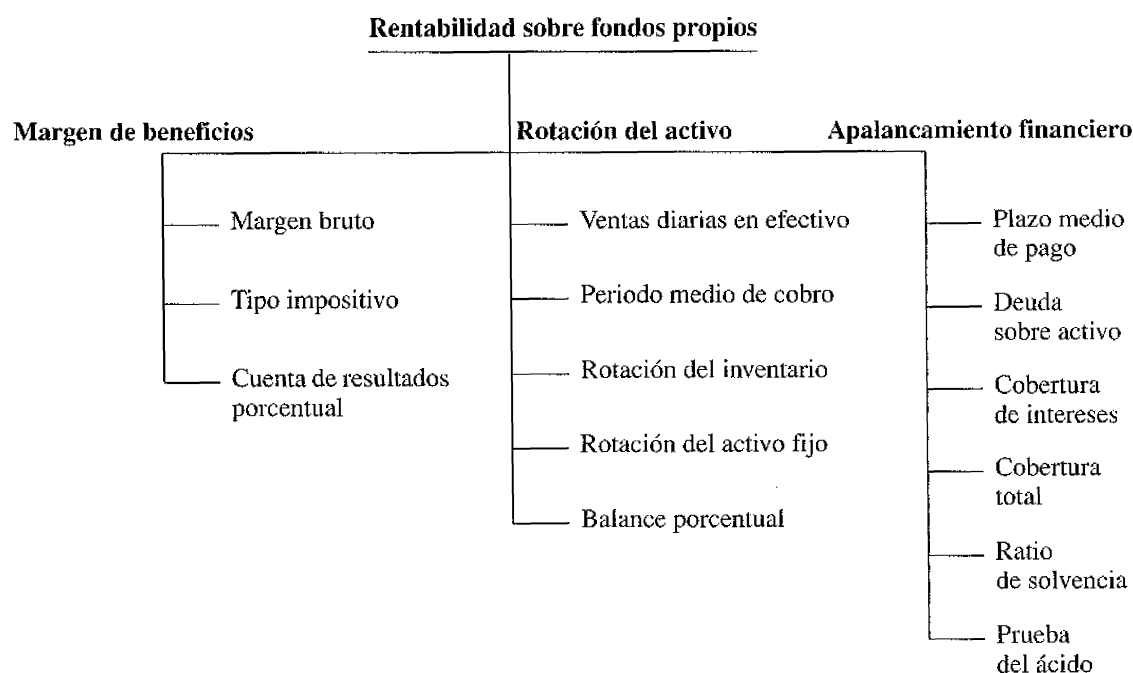 Rentabilidad sobre fondos propios
Margen de beneficios
Margen bruto
Tipo impositivo
Cuenta de resultados
porcentual
Rotación del activo
Ventas diarias en efectivo
Periodo medio de cobro
Rotación del inventario
Rotación del activo fijo
Balance porcentual
Apalancamiento financiero
Plazo medio
de pago
Deuda
sobre activo
Cobertura
de intereses
Cobertura
total
Ratio
de solvencia
Prueba
del ácido